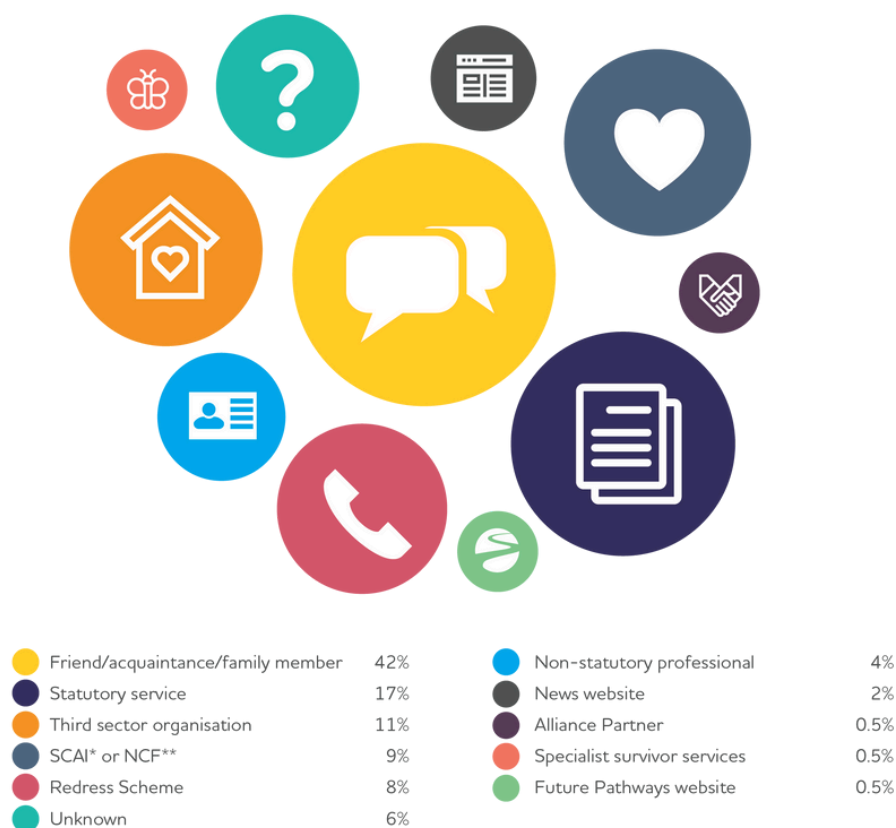 ?
Friend/acquaintance/family member 42%
Statutory service 17%
Third sector organisation 11%
SCAI* or NCF** 9%
Redress Scheme 8%
Unknown 6%
Non-statutory professional 4%
News website 2%
Alliance Partner 0.5%
Specialist survivor services 0.5%
Future Pathways website 0.5%